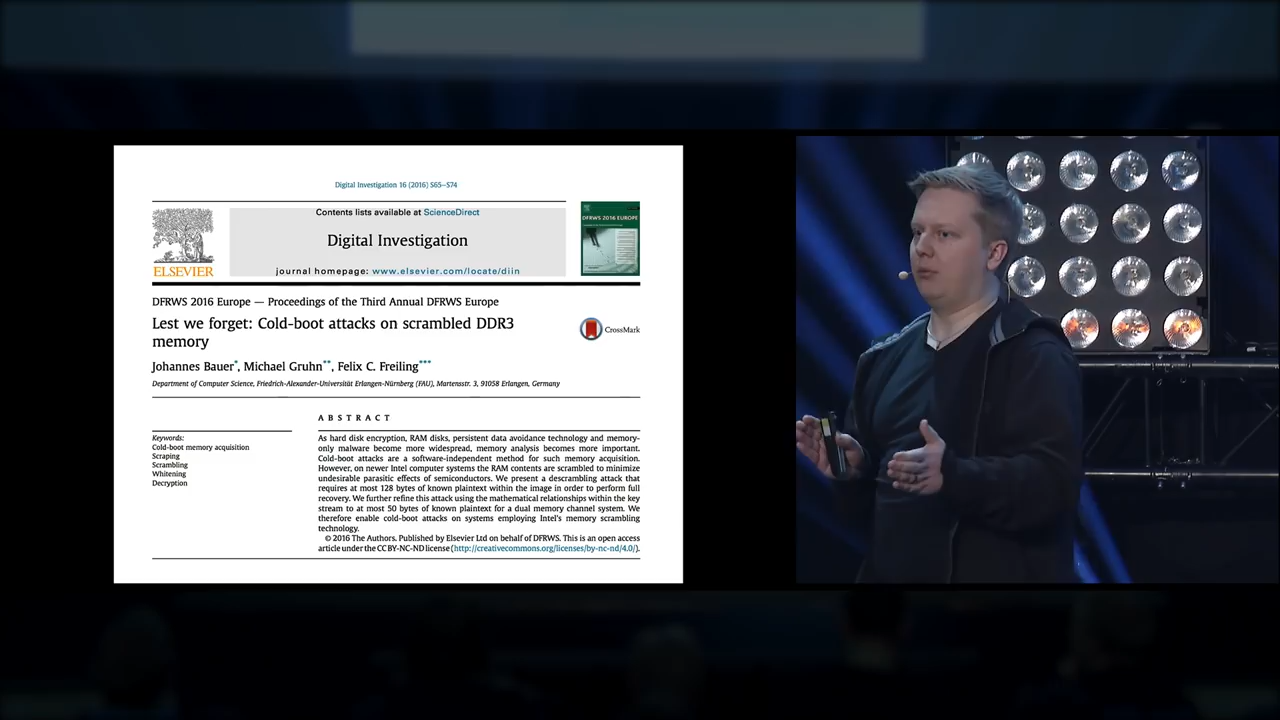 Digital Investigation 16 (2016) S65–S74
Contents lists available at ScienceDirect
Digital Investigation
journal homepage: www.elsevier.com/locate/diin
ELSEVIER
DFRWS 2016 EUROPE
DFRWS 2016 Europe — Proceedings of the Third Annual DFRWS Europe
Lest we forget: Cold-boot attacks on scrambled DDR3
memory
CrossMark
Johannes Bauer*, Michael Gruhn**, Felix C. Freiling***
Department of Computer Science, Friedrich-Alexander-Universität Erlangen-Nürnberg (FAU), Martensstr. 3, 91058 Erlangen, Germany
Keywords:
Cold-boot memory acquisition
Scraping
Scrambling
Whitening
Decryption
ABSTRACT
As hard disk encryption, RAM disks, persistent data avoidance technology and memory-
only malware become more widespread, memory analysis becomes more important.
Cold-boot attacks are a software-independent method for such memory acquisition.
However, on newer Intel computer systems the RAM contents are scrambled to minimize
undesirable parasitic effects of semiconductors. We present a descrambling attack that
requires at most 128 bytes of known plaintext within the image in order to perform full
recovery. We further refine this attack using the mathematical relationships within the key
stream to at most 50 bytes of known plaintext for a dual memory channel system. We
therefore enable cold-boot attacks on systems employing Intel's memory scrambling
technology.
© 2016 The Authors. Published by Elsevier Ltd on behalf of DFRWS. This is an open access
article under the CC BY-NC-ND license (http://creativecommons.org/licenses/by-nc-nd/4.0/).